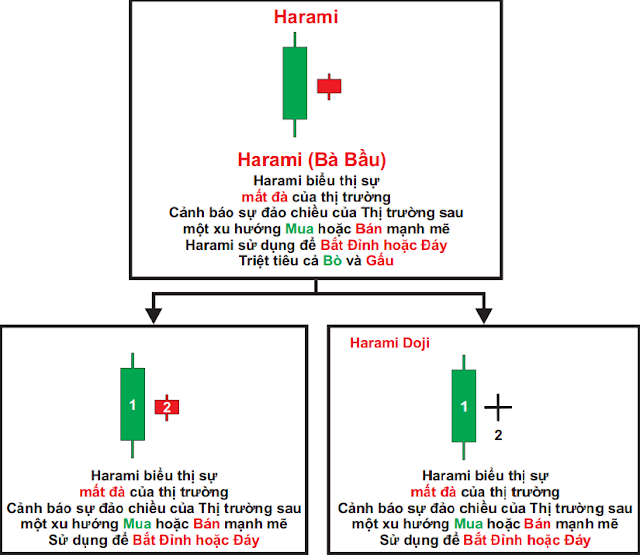 Harami
Harami (Bà Bầu)
Harami biểu thị sự
mất đà của thị trường
Cảnh báo sự đảo chiều của Thị trường sau
một xu hướng Mua hoặc Bán mạnh mẽ
Harami sử dụng để Bắt Đỉnh hoặc Đáy
Triệt tiêu cả Bò và Gấu
1
2
Harami biểu thị sự
mất đà của thị trường
Cảnh báo sự đảo chiều của Thị trường sau
một xu hướng Mua hoặc Bán mạnh mẽ
Sử dụng để Bắt Đỉnh hoặc Đáy
Harami Doji
1
2
Harami biểu thị sự
mất đà của thị trường
Cảnh báo sự đảo chiều của Thị trường sau
một xu hướng Mua hoặc Bán mạnh mẽ
Sử dụng để Bắt Đỉnh hoặc Đáy